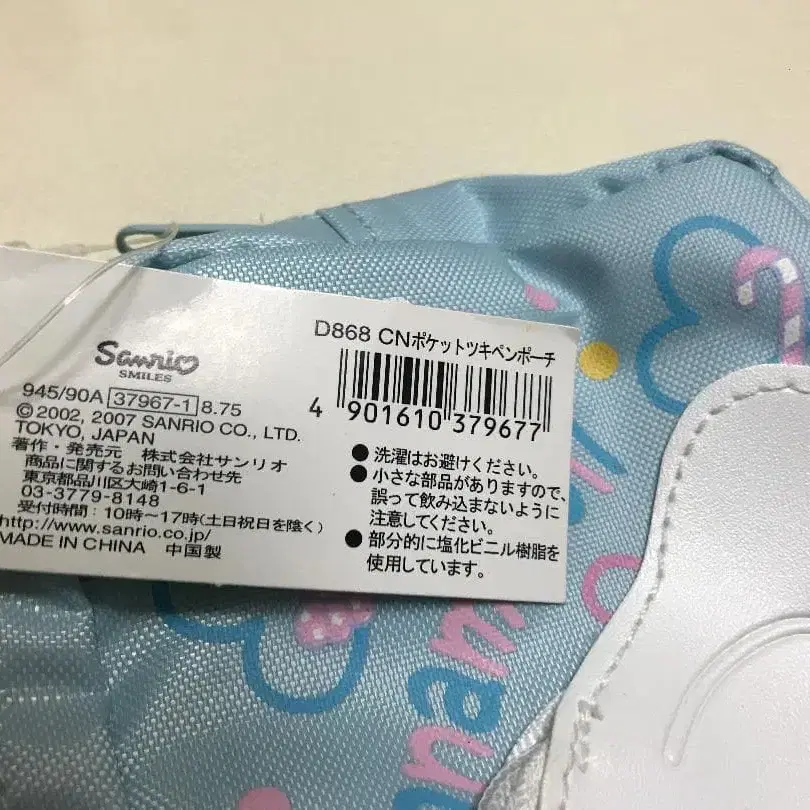 Sanrio
SMILES
945/90A 37967-1 8.75
©2002, 2007 SANRIO CO., LTD.
TOKYO, JAPAN
著作・発売元 株式会社サンリオ
商品に関するお問い合わせ先
東京都品川区大崎1-6-1
03-3779-8148
受付時間:10時~17時(土日祝日を除く)
http://www.sanrio.co.jp/
MADE IN CHINA 中国製
D868 CNポケットツキペンポーチ
4 901610 379677
●洗濯はお避けください。
●小さな部品がありますので、
誤って飲み込まないように
注意してください。
●部分的に塩化ビニル樹脂を
使用しています。
namo